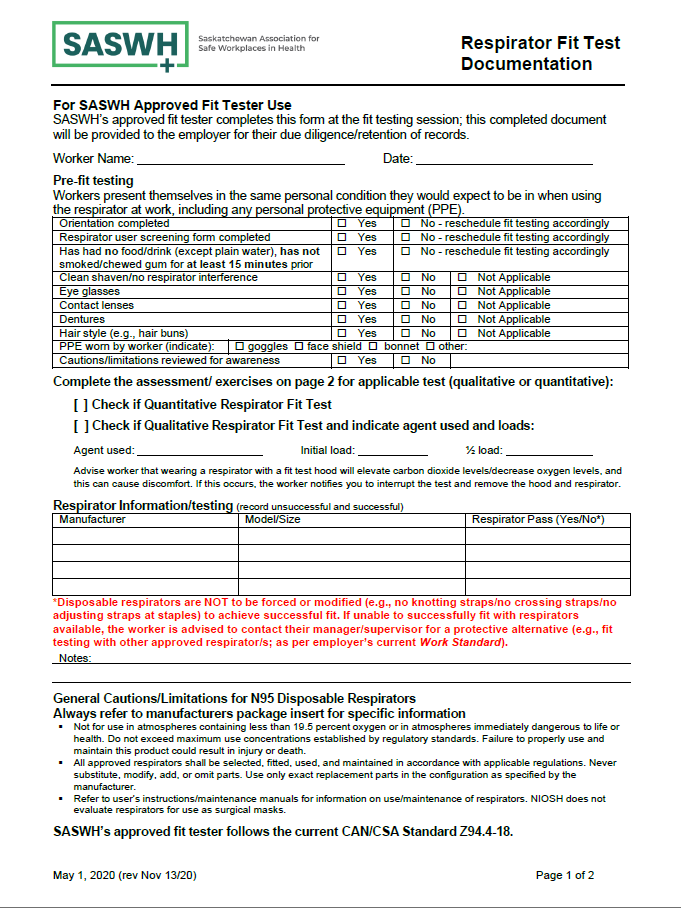 SASWH
Saskatchewan Association for
Safe Workplaces in Health
Respirator Fit Test
Documentation
For SASWH Approved Fit Tester Use
SASWH's approved fit tester completes this form at the fit testing session; this completed document
will be provided to the employer for their due diligence/retention of records.
Worker Name: ____________________ Date: ____________________
Pre-fit testing
Workers present themselves in the same personal condition they would expect to be in when using
the respirator at work, including any personal protective equipment (PPE).
Orientation completed ☐ Yes ☐ No - reschedule fit testing accordingly
Respirator user screening form completed ☐ Yes ☐ No - reschedule fit testing accordingly
Has had no food/drink (except plain water), has not ☐ Yes ☐ No - reschedule fit testing accordingly
smoked/chewed gum for at least 15 minutes prior
Clean shaven/no respirator interference ☐ Yes ☐ No ☐ Not Applicable
Eye glasses ☐ Yes ☐ No ☐ Not Applicable
Contact lenses ☐ Yes ☐ No ☐ Not Applicable
Dentures ☐ Yes ☐ No ☐ Not Applicable
Hair style (e.g., hair buns) ☐ Yes ☐ No ☐ Not Applicable
PPE worn by worker (indicate): ☐ goggles ☐ face shield ☐ bonnet ☐ other:
Cautions/limitations reviewed for awareness ☐ Yes ☐ No
Complete the assessment/ exercises on page 2 for applicable test (qualitative or quantitative):
[ ] Check if Quantitative Respirator Fit Test
[ ] Check if Qualitative Respirator Fit Test and indicate agent used and loads:
Agent used: ____________________ Initial load: ___________ ½ load: ______________
Advise worker that wearing a respirator with a fit test hood will elevate carbon dioxide levels/decrease oxygen levels, and
this can cause discomfort. If this occurs, the worker notifies you to interrupt the test and remove the hood and respirator.
Respirator Information/testing (record unsuccessful and successful)
Manufacturer Model/Size Respirator Pass (Yes/No*)
*Disposable respirators are NOT to be forced or modified (e.g., no knotting straps/no crossing straps/no
adjusting straps at staples) to achieve successful fit. If unable to successfully fit with respirators
available, the worker is advised to contact their manager/supervisor for a protective alternative (e.g., fit
testing with other approved respirator/s; as per employer's current Work Standard).
Notes:
General Cautions/Limitations for N95 Disposable Respirators
Always refer to manufacturers package insert for specific information
▪ Not for use in atmospheres containing less than 19.5 percent oxygen or in atmospheres immediately dangerous to life or
health. Do not exceed maximum use concentrations established by regulatory standards. Failure to properly use and
maintain this product could result in injury or death.
▪ All approved respirators shall be selected, fitted, used, and maintained in accordance with applicable regulations. Never
substitute, modify, add, or omit parts. Use only exact replacement parts in the configuration as specified by the
manufacturer.
▪ Refer to user's instructions/maintenance manuals for information on use/maintenance of respirators. NIOSH does not
evaluate respirators for use as surgical masks.
SASWH's approved fit tester follows the current CAN/CSA Standard Z94.4-18.
May 1, 2020 (rev Nov 13/20) Page 1 of 2